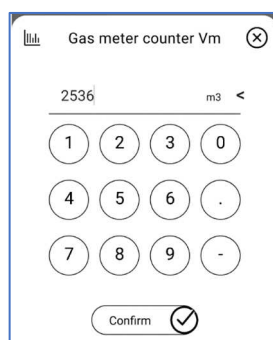 Gas meter counter Vm
2536 m3 <
1 2 3 0
4 5 6 .
7 8 9 -
Confirm